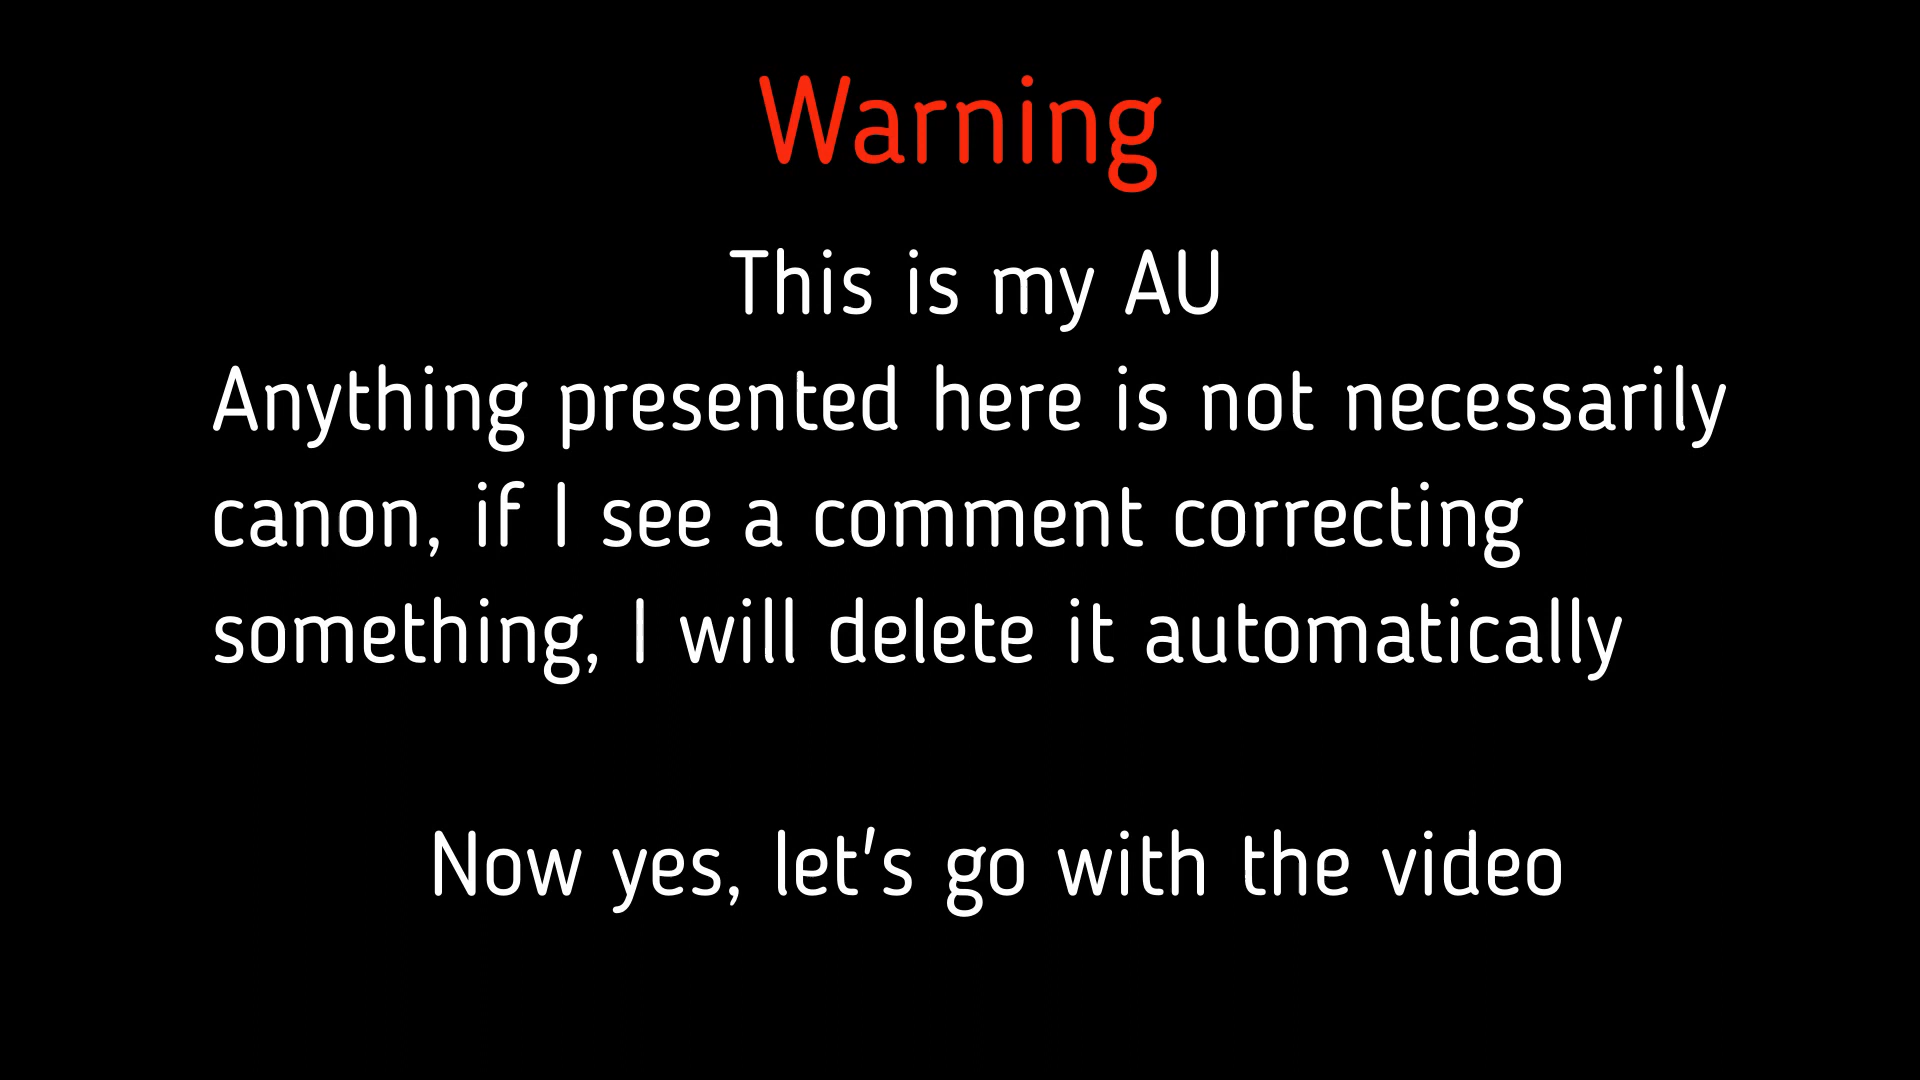 Warning
This is my AU
Anything presented here is not necessarily
canon, if I see a comment correcting
something, I will delete it automatically
Now yes, let's go with the video